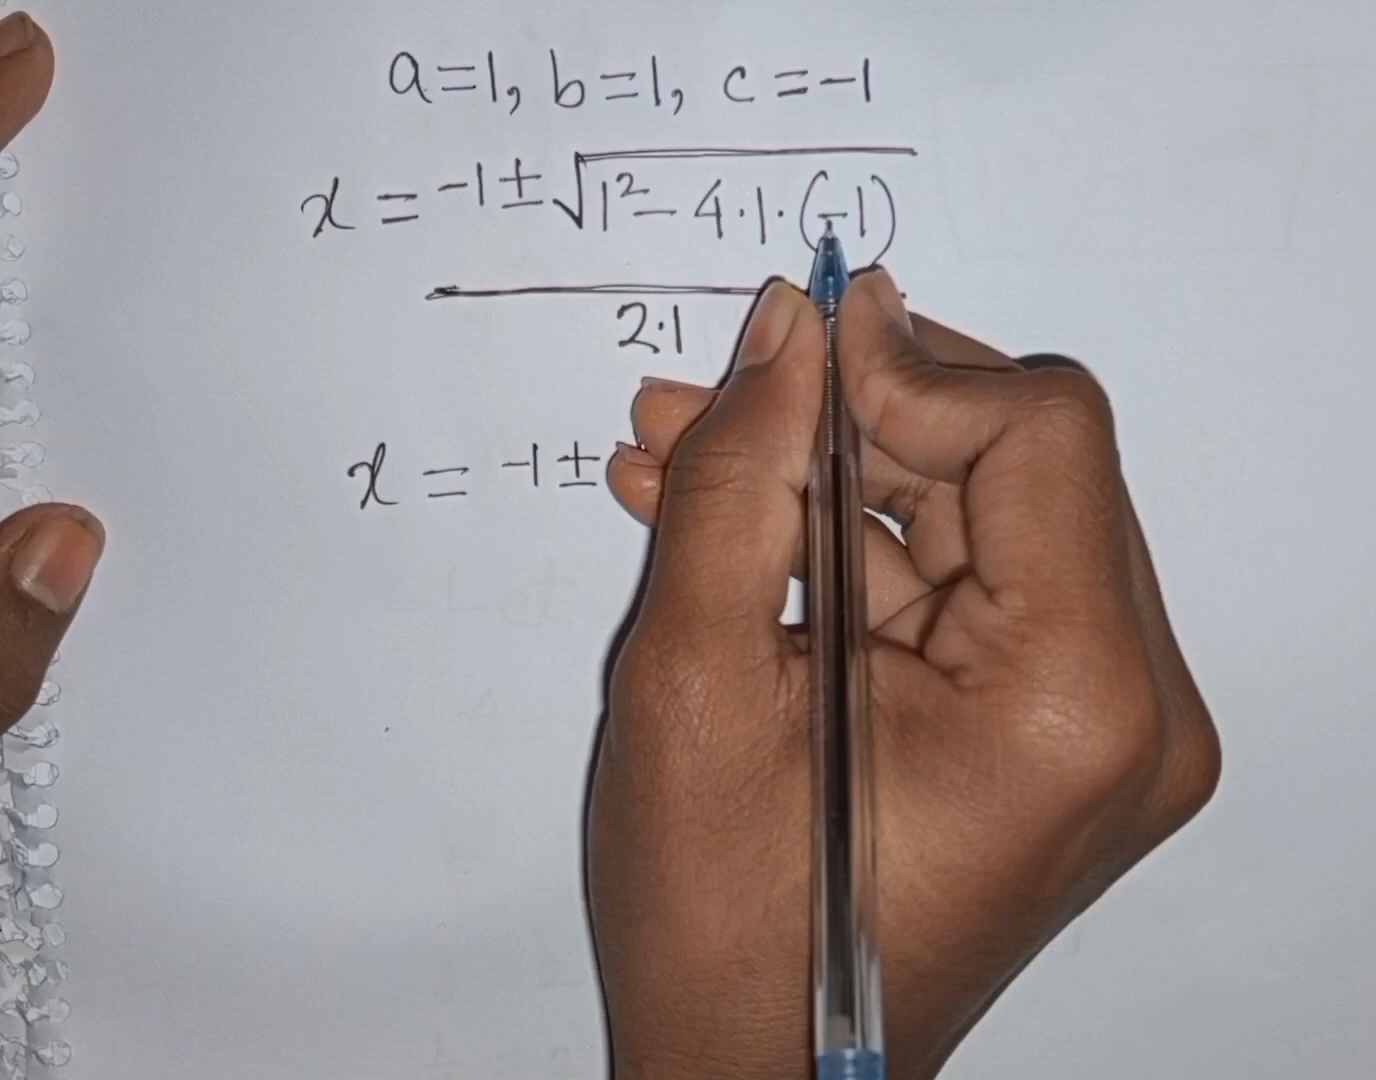 a=1, b=1, c=-1
x = -1 ± √1² - 4·1·(-1)
2·1
x = -1 ±